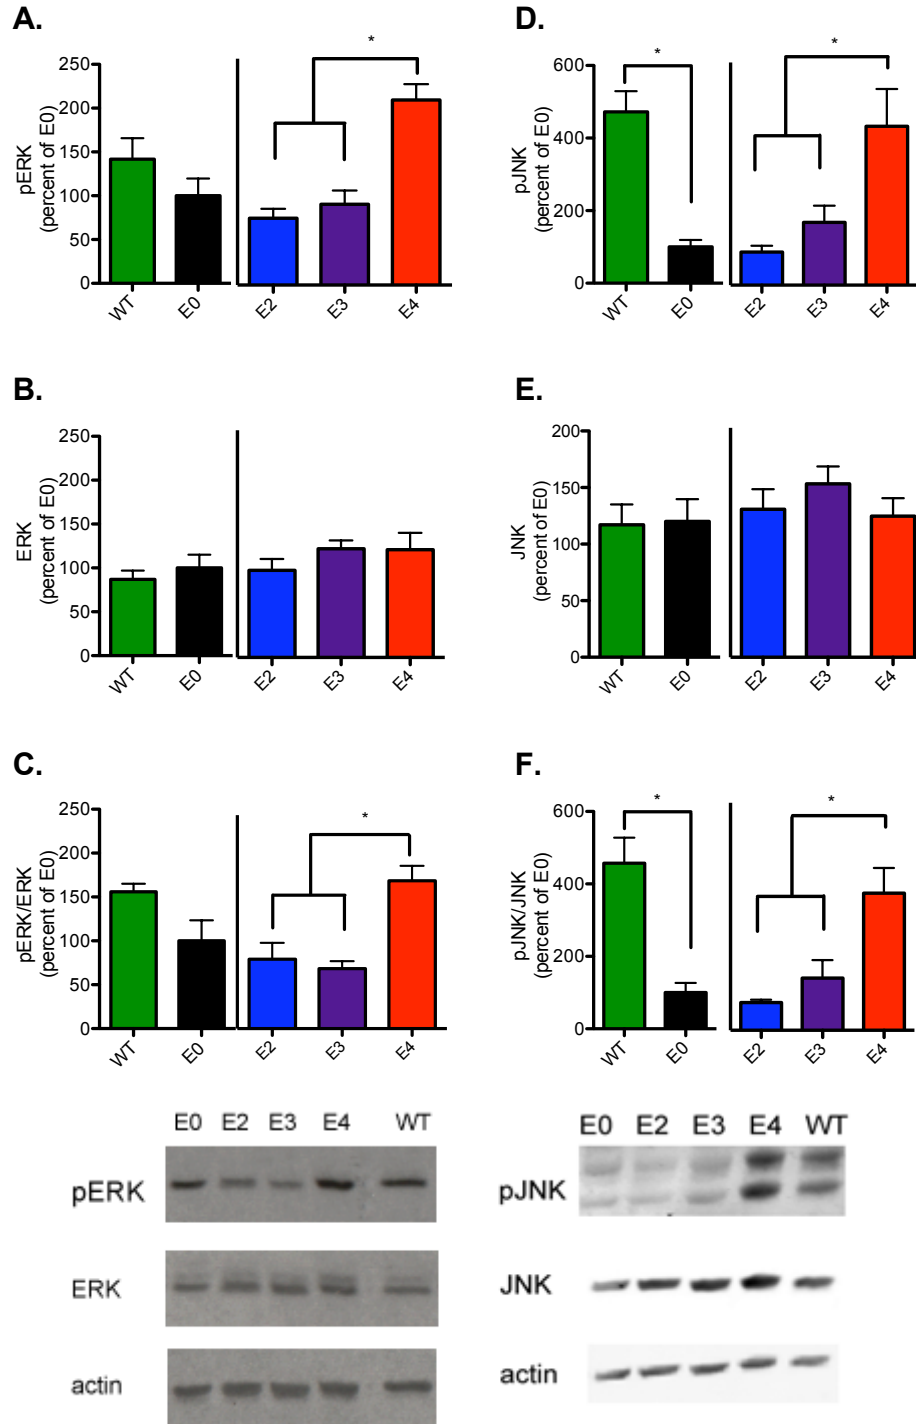 A.
*
pERK
(percent of E0)
250
200
150
100
50
0
WT
E0
E2
E3
E4
D.
*
*
pJNK
(percent of E0)
600
400
200
0
WT
E0
E2
E3
E4
B.
ERK
(percent of E0)
250
200
150
100
50
0
WT
E0
E2
E3
E4
E.
JNK
(percent of E0)
200
150
100
50
0
WT
E0
E2
E3
E4
C.
*
pERK/ERK
(percent of E0)
250
200
150
100
50
0
WT
E0
E2
E3
E4
F.
*
*
pJNK/JNK
(percent of E0)
600
400
200
0
WT
E0
E2
E3
E4
E0 E2 E3 E4 WT
pERK
ERK
actin
E0 E2 E3 E4 WT
pJNK
JNK
actin